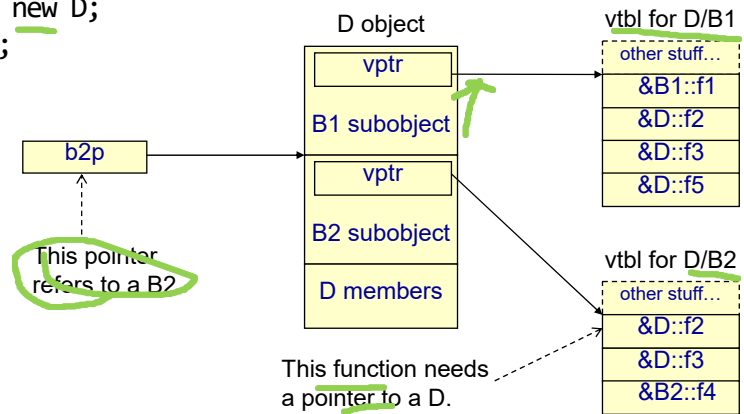 new D;
;
D object
vtbl for D/B1
vptr
other stuff…
&B1::f1
B1 subobject
&D::f2
&D::f3
b2p
&D::f5
vptr
This pointer
refers to a B2
B2 subobject
vtbl for D/B2
D members
other stuff…
&D::f2
This function needs
a pointer to a D.
&D::f3
&B2::f4